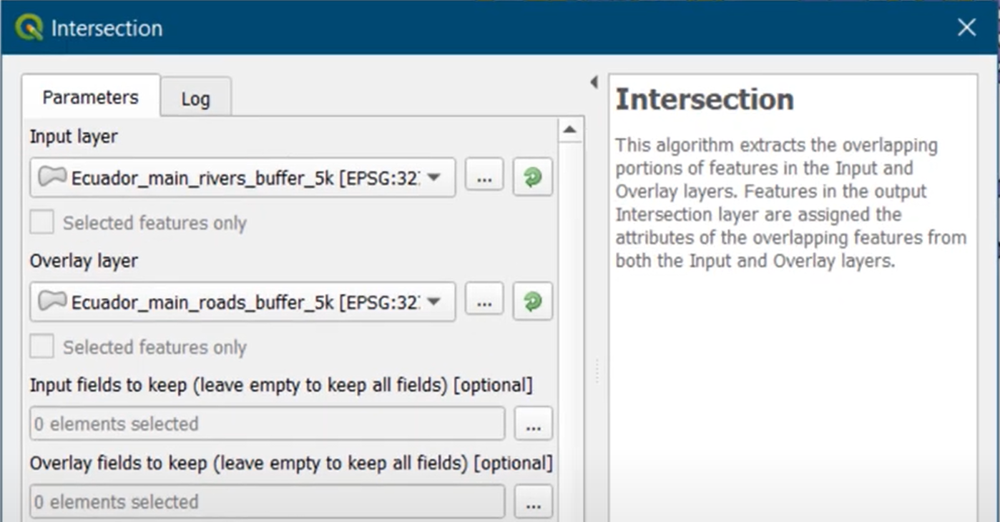 Intersection
Parameters
Log
Input layer
Ecuador_main_rivers_buffer_5k [EPSG:32
...
Selected features only
Overlay layer
Ecuador_main_roads_buffer_5k [EPSG:32
...
Selected features only
Input fields to keep (leave empty to keep all fields) [optional]
0 elements selected
...
Overlay fields to keep (leave empty to keep all fields) [optional]
0 elements selected
...
Intersection
This algorithm extracts the overlapping
portions of features in the Input and
Overlay layers. Features in the output
Intersection layer are assigned the
attributes of the overlapping features from
both the Input and Overlay layers.